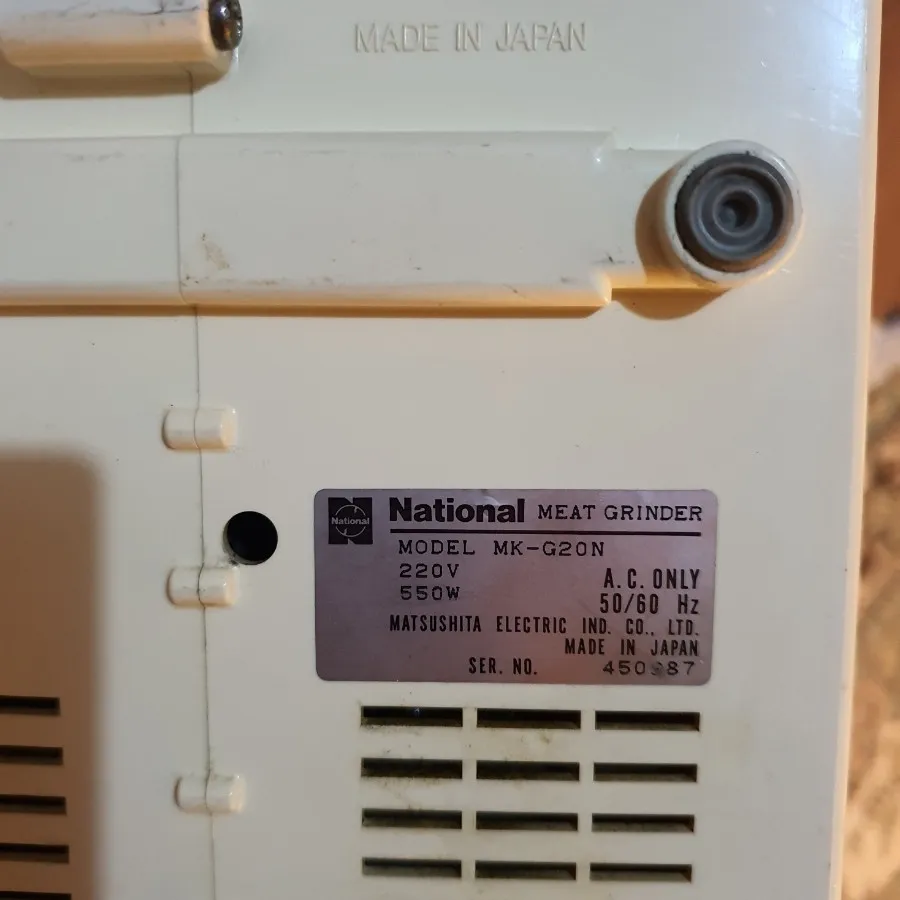 MADE IN JAPAN
National
National MEAT GRINDER
MODEL MK-G20N
220V
A.C. ONLY
550W
50/60 Hz
MATSUSHITA ELECTRIC IND. CO., LTD.
MADE IN JAPAN
SER. NO.